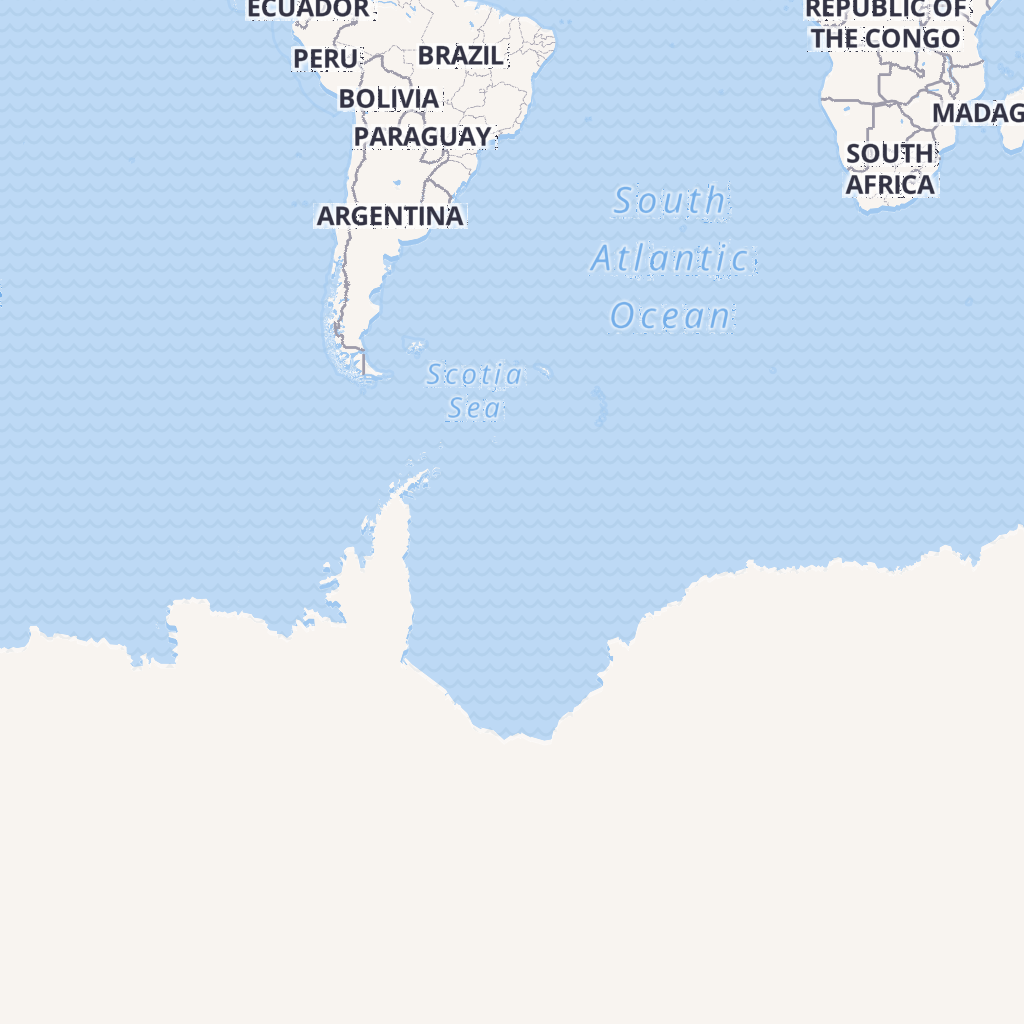 ECUADOR
PERU
BRAZIL
BOLIVIA
PARAGUAY
ARGENTINA
REPUBLIC OF
THE CONGO
MADAG
SOUTH
AFRICA
South
Atlantic
Ocean
Scotia
Sea